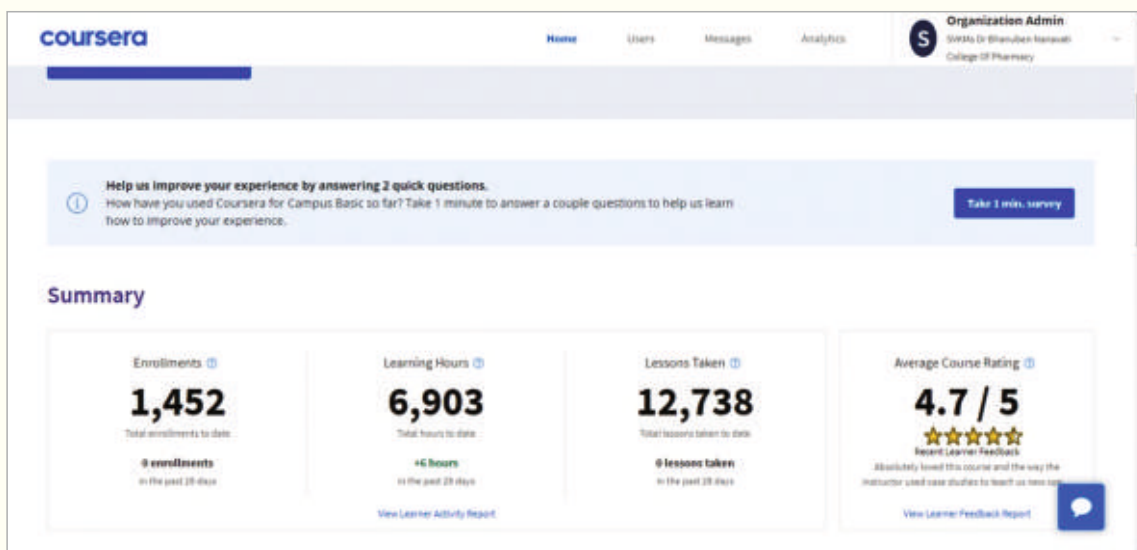 coursera
Home
Users
Messages
Analytics
S
Organization Admin
SVKMs Dr Bhanuben Nanavati
College Of Pharmacy
Help us improve your experience by answering 2 quick questions.
How have you used Coursera for Campus Basic so far? Take 1 minute to answer a couple questions to help us learn
how to improve your experience.
Take 1 min. survey
Summary
Enrollments
1,452
Total enrollments to date
0 enrollments
in the past 28 days
Learning Hours
6,903
Total hours to date
+6 hours
in the past 28 days
View Learner Activity Report
Lessons Taken
12,738
Total lessons taken to date
0 lessons taken
in the past 28 days
Average Course Rating
4.7 / 5
Recent Learner Feedback
Absolutely loved this course and the way the
instructor used case studies to teach us new
View Learner Feedback Report